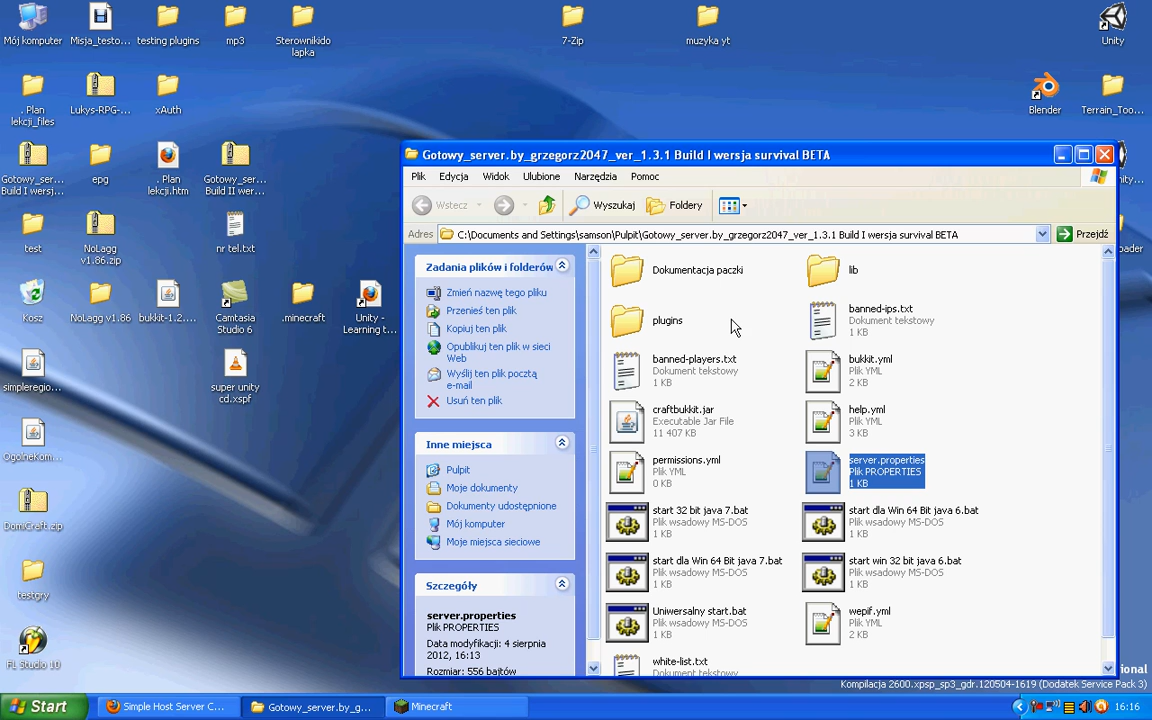 Mój komputer
Misja_testo...
testing plugins
mp3
Sterownikido
lapka
7-Zip
muzyka yt
Unity
. Plan
lekcji_files
Lukys-RPG-...
xAuth
Blender
Terrain_Too...
Gotowy_ser...
Build I wersj...
epg
. Plan
lekcji.htm
Gotowy_ser...
Build II wer...
test
NoLagg
v1.86.zip
nr tel.txt
Kosz
NoLagg v1.86
bukkit-1.2....
Camtasia
Studio 6
.minecraft
Unity -
Learning t...
simpleregio...
super unity
cd.xspf
OgolneKom...
DomiCraft.zip
testgry
FL Studio 10
Gotowy_server.by_grzegorz2047_ver_1.3.1 Build I wersja survival BETA
Plik
Edycja
Widok
Ulubione
Narzędzia
Pomoc
Wstecz
Wyszukaj
Foldery
Adres
C:\Documents and Settings\samson\Pulpit\Gotowy_server.by_grzegorz2047_ver_1.3.1 Build I wersja survival BETA
Przejdź
Zadania plików i folderów
Zmień nazwę tego pliku
Przenieś ten plik
Kopiuj ten plik
Opublikuj ten plik w sieci
Web
Wyślij ten plik pocztą
e-mail
Usuń ten plik
Inne miejsca
Pulpit
Moje dokumenty
Dokumenty udostępnione
Mój komputer
Moje miejsca sieciowe
Szczegóły
server.properties
Plik PROPERTIES
Data modyfikacji: 4 sierpnia
2012, 16:13
Rozmiar: 556 bajtów
Dokumentacja paczki
lib
plugins
banned-ips.txt
Dokument tekstowy
1 KB
banned-players.txt
Dokument tekstowy
1 KB
bukkit.yml
Plik YML
2 KB
craftbukkit.jar
Executable Jar File
11 407 KB
help.yml
Plik YML
3 KB
permissions.yml
Plik YML
0 KB
server.properties
Plik PROPERTIES
1 KB
start 32 bit java 7.bat
Plik wsadowy MS-DOS
1 KB
start dla Win 64 Bit java 6.bat
Plik wsadowy MS-DOS
1 KB
start dla Win 64 Bit java 7.bat
Plik wsadowy MS-DOS
1 KB
start win 32 bit java 6.bat
Plik wsadowy MS-DOS
1 KB
Uniwersalny start.bat
Plik wsadowy MS-DOS
1 KB
wepif.yml
Plik YML
2 KB
white-list.txt
Dokument tekstowy
ional
Kompilacja 2600.xpsp_sp3_gdr.120504-1619 (Dodatek Service Pack 3)
Start
Simple Host Server C...
Gotowy_server.by_g...
Minecraft
16:16